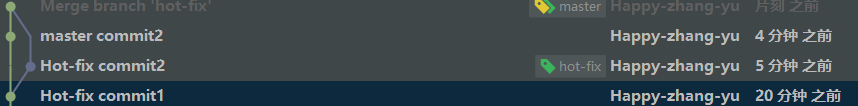 Merge branch 'hot-fix' master Happy-zhang-yu 片刻 之前
master commit2 Happy-zhang-yu 4 分钟 之前
Hot-fix commit2 hot-fix Happy-zhang-yu 5 分钟 之前
Hot-fix commit1 Happy-zhang-yu 20 分钟 之前